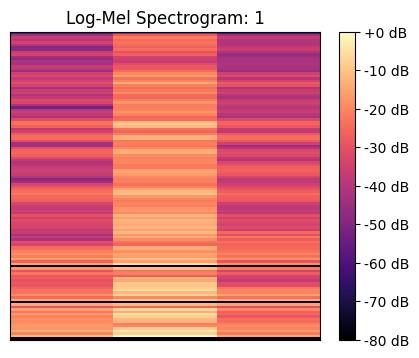 Log-Mel Spectrogram: 1
+0 dB
-10 dB
-20 dB
-30 dB
-40 dB
-50 dB
-60 dB
-70 dB
-80 dB